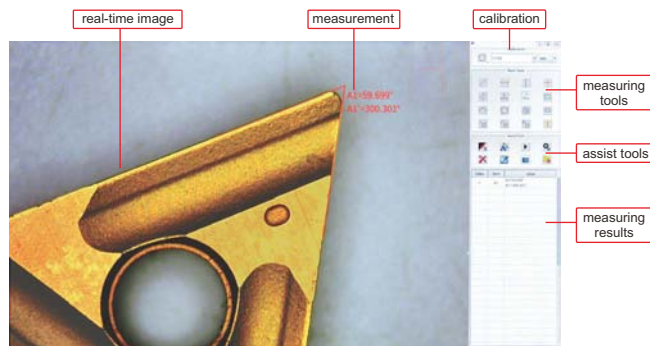 real-time image
measurement
calibration
A1>59.699°
A1'<300.301°
measuring
tools
assist tools
measuring
results